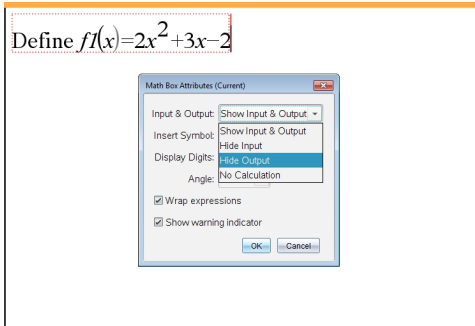 Define f1(x)=2x²+3x−2
Math Box Attributes (Current)
Input & Output: Show Input & Output
Show Input & Output
Insert Symbol:
Hide Input
Display Digits: Hide Output
Angle: No Calculation
Wrap expressions
Show warning indicator
OK Cancel